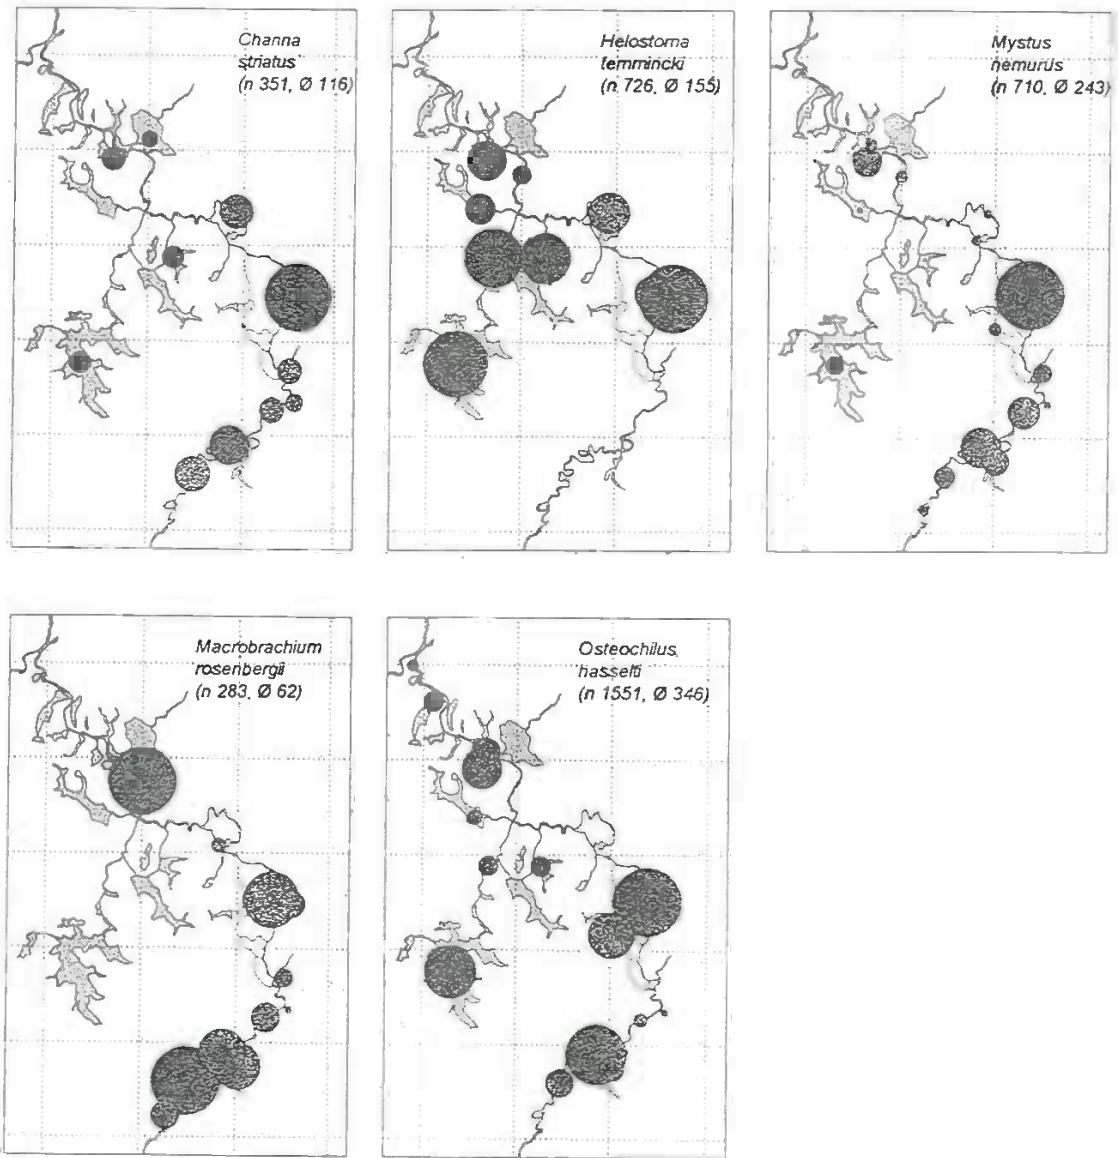 Channa
striatus
(n 351, Ø 116)
Helostoma
temmincki
(n 726, Ø 155)
Mystus
nemurus
(n 710, Ø 243)
Macrobrachium
rosenbergii
(n 283, Ø 62)
Osteochilus
hasselti
(n 1551, Ø 346)